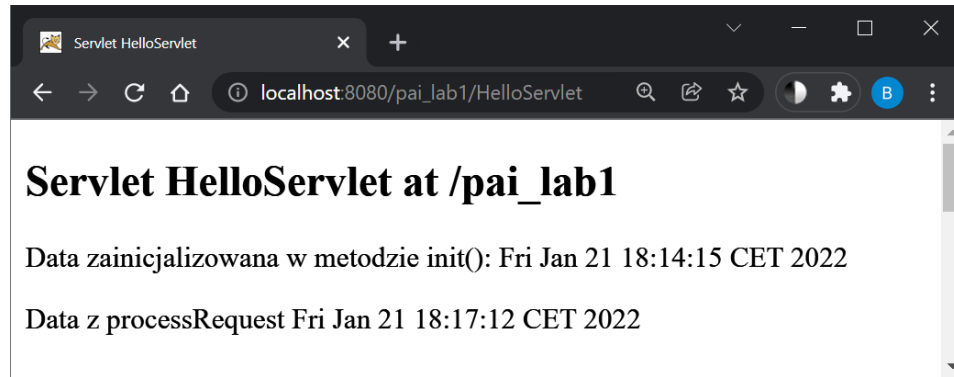 Servlet HelloServlet
localhost:8080/pai_lab1/HelloServlet
B
Servlet HelloServlet at /pai_lab1
Data zainicjalizowana w metodzie init(): Fri Jan 21 18:14:15 CET 2022
Data z processRequest Fri Jan 21 18:17:12 CET 2022